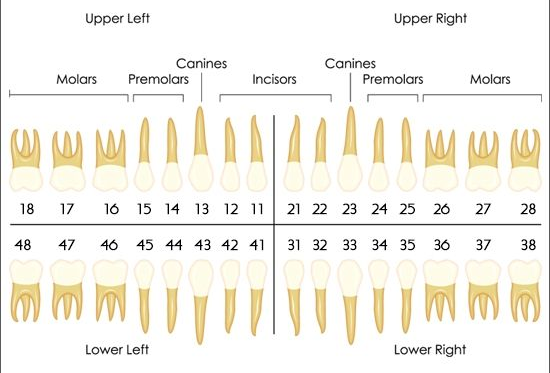 Upper Left Upper Right
Canines Canines
Molars Premolars Incisors Premolars Molars
18 17 16 15 14 13 12 11 21 22 23 24 25 26 27 28
48 47 46 45 44 43 42 41 31 32 33 34 35 36 37 38
Lower Left Lower Right